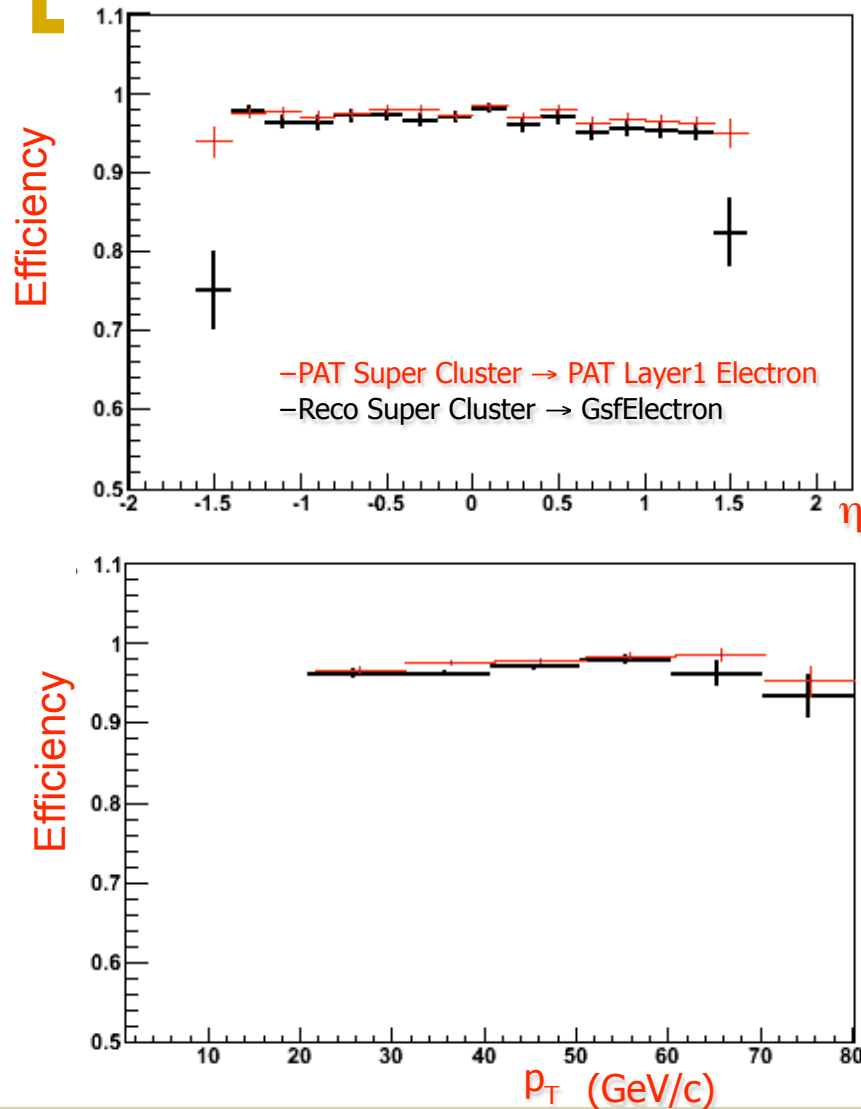 1.1
1
0.9
0.8
0.7
0.6
0.5
Efficiency
−PAT Super Cluster → PAT Layer1 Electron
−Reco Super Cluster → GsfElectron
-2 -1.5 -1 -0.5 0 0.5 1 1.5 2 η
1.1
1
0.9
0.8
0.7
0.6
0.5
Efficiency
10 20 30 40 50 60 70 80
pT (GeV/c)